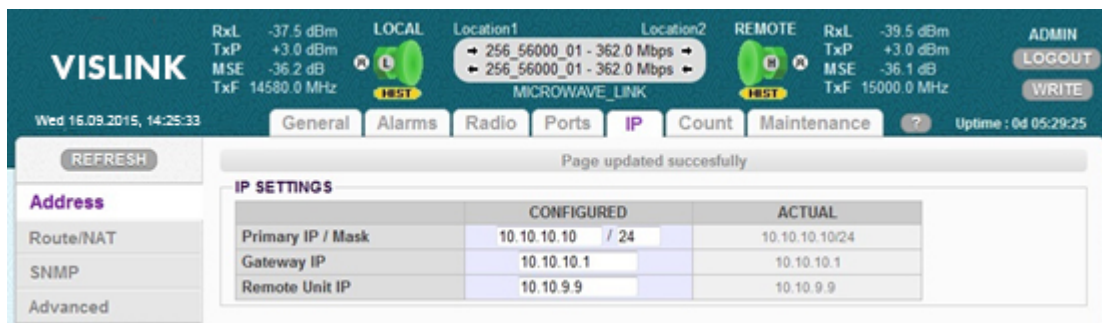 VISLINK
Wed 16.09.2015, 14:25:33
RxL -37.5 dBm
TxP +3.0 dBm
MSE -36.2 dB
TxF 14580.0 MHz
LOCAL
R L
HIST
Location1 Location2
→ 256_56000_01 - 362.0 Mbps →
← 256_56000_01 - 362.0 Mbps ←
MICROWAVE_LINK
REMOTE
H R
HIST
RxL -39.5 dBm
TxP +3.0 dBm
MSE -36.1 dB
TxF 15000.0 MHz
ADMIN
LOGOUT
WRITE
General Alarms Radio Ports IP Count Maintenance ?
Uptime : 0d 05:29:25
REFRESH
Address
Route/NAT
SNMP
Advanced
Page updated succesfully
IP SETTINGS
CONFIGURED ACTUAL
Primary IP / Mask 10.10.10.10 / 24 10.10.10.10/24
Gateway IP 10.10.10.1 10.10.10.1
Remote Unit IP 10.10.9.9 10.10.9.9